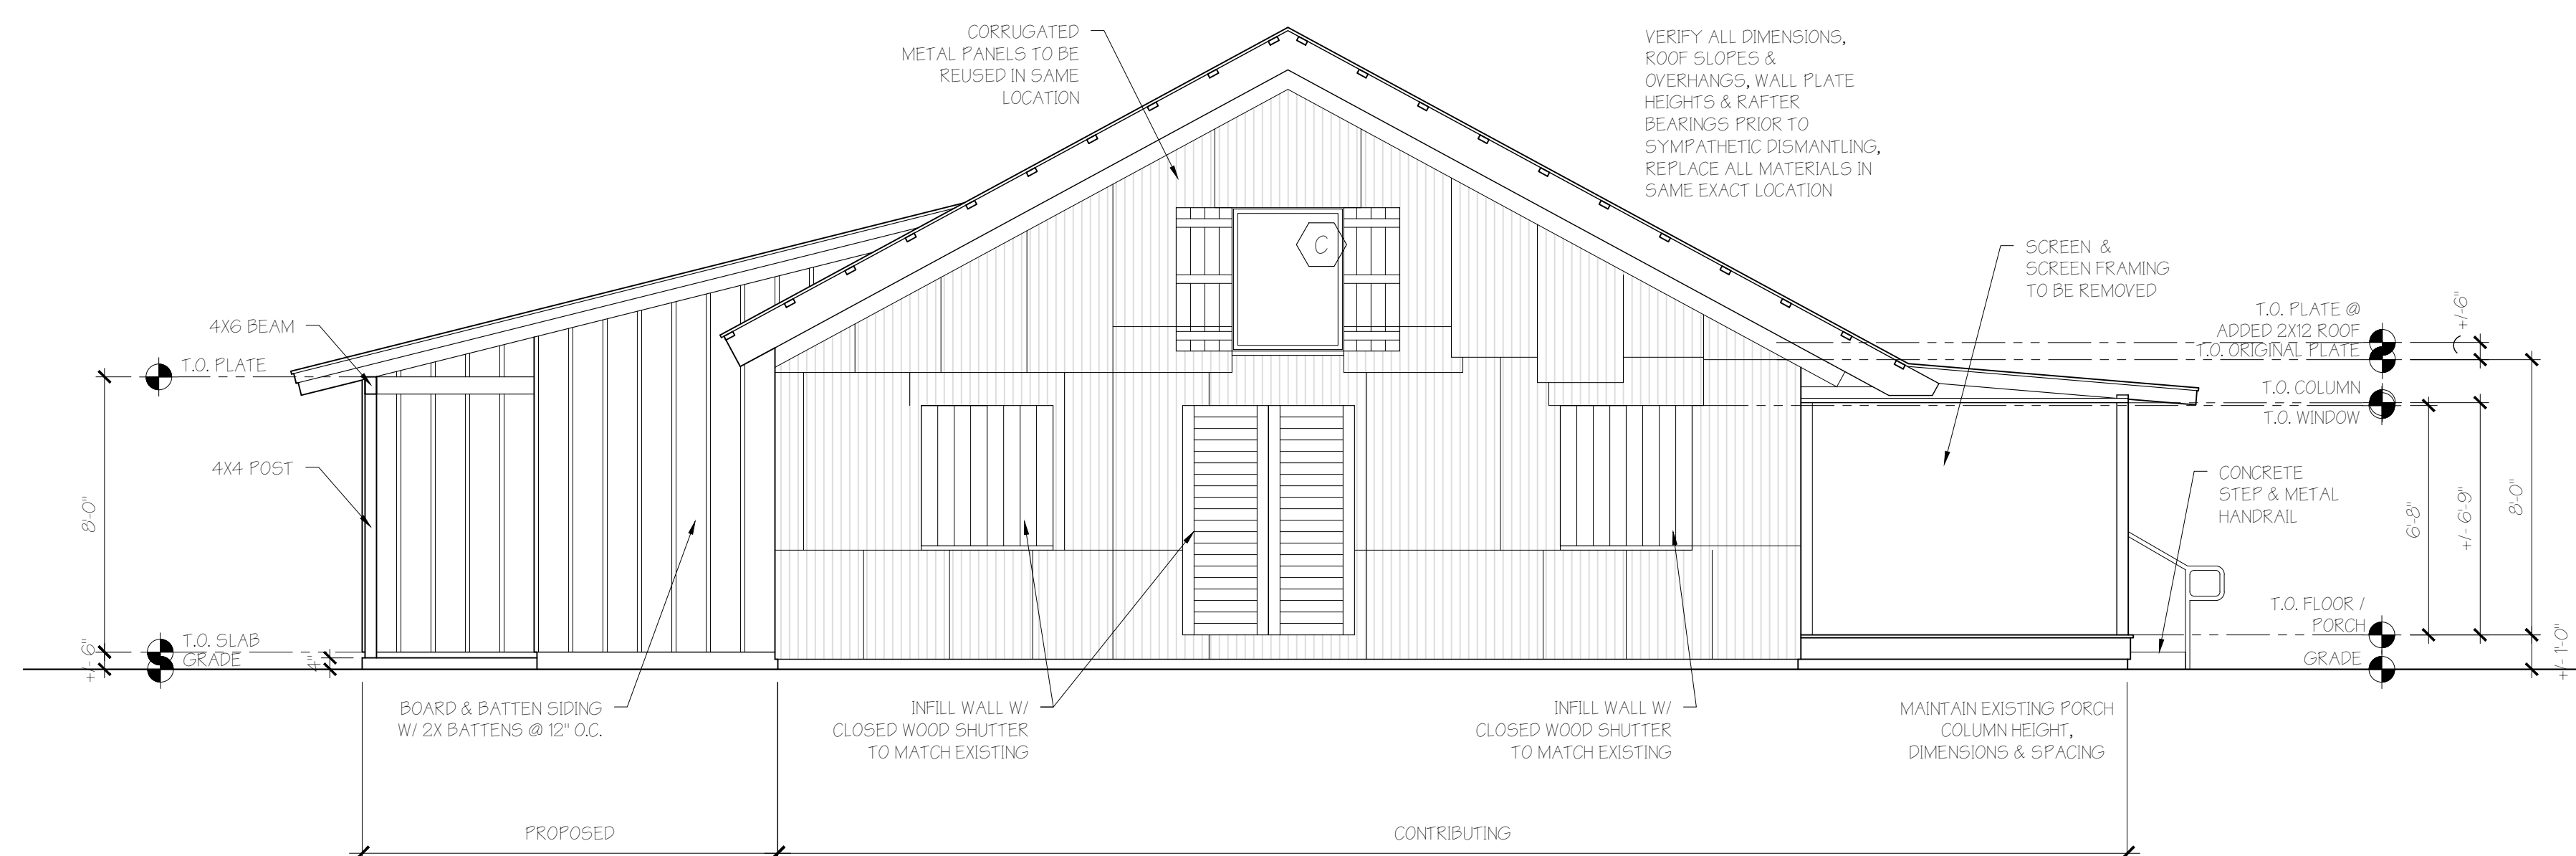 CORRUGATED
METAL PANELS TO BE
REUSED IN SAME
LOCATION
VERIFY ALL DIMENSIONS,
ROOF SLOPES &
OVERHANGS, WALL PLATE
HEIGHTS & RAFTER
BEARINGS PRIOR TO
SYMPATHETIC DISMANTLING,
REPLACE ALL MATERIALS IN
SAME EXACT LOCATION
C
SCREEN &
SCREEN FRAMING
TO BE REMOVED
4X6 BEAM
T.O. PLATE
4X4 POST
8'-0"
T.O. SLAB
GRADE
+/- 6"
4"
T.O. PLATE @
ADDED 2X12 ROOF
T.O. ORIGINAL PLATE
+/-6"
T.O. COLUMN
T.O. WINDOW
CONCRETE
STEP & METAL
HANDRAIL
6'-8"
+/- 6'-9"
8'-0"
T.O. FLOOR /
PORCH
GRADE
+/- 1'-0"
BOARD & BATTEN SIDING
W/ 2X BATTENS @ 12" O.C.
INFILL WALL W/
CLOSED WOOD SHUTTER
TO MATCH EXISTING
INFILL WALL W/
CLOSED WOOD SHUTTER
TO MATCH EXISTING
MAINTAIN EXISTING PORCH
COLUMN HEIGHT,
DIMENSIONS & SPACING
PROPOSED
CONTRIBUTING